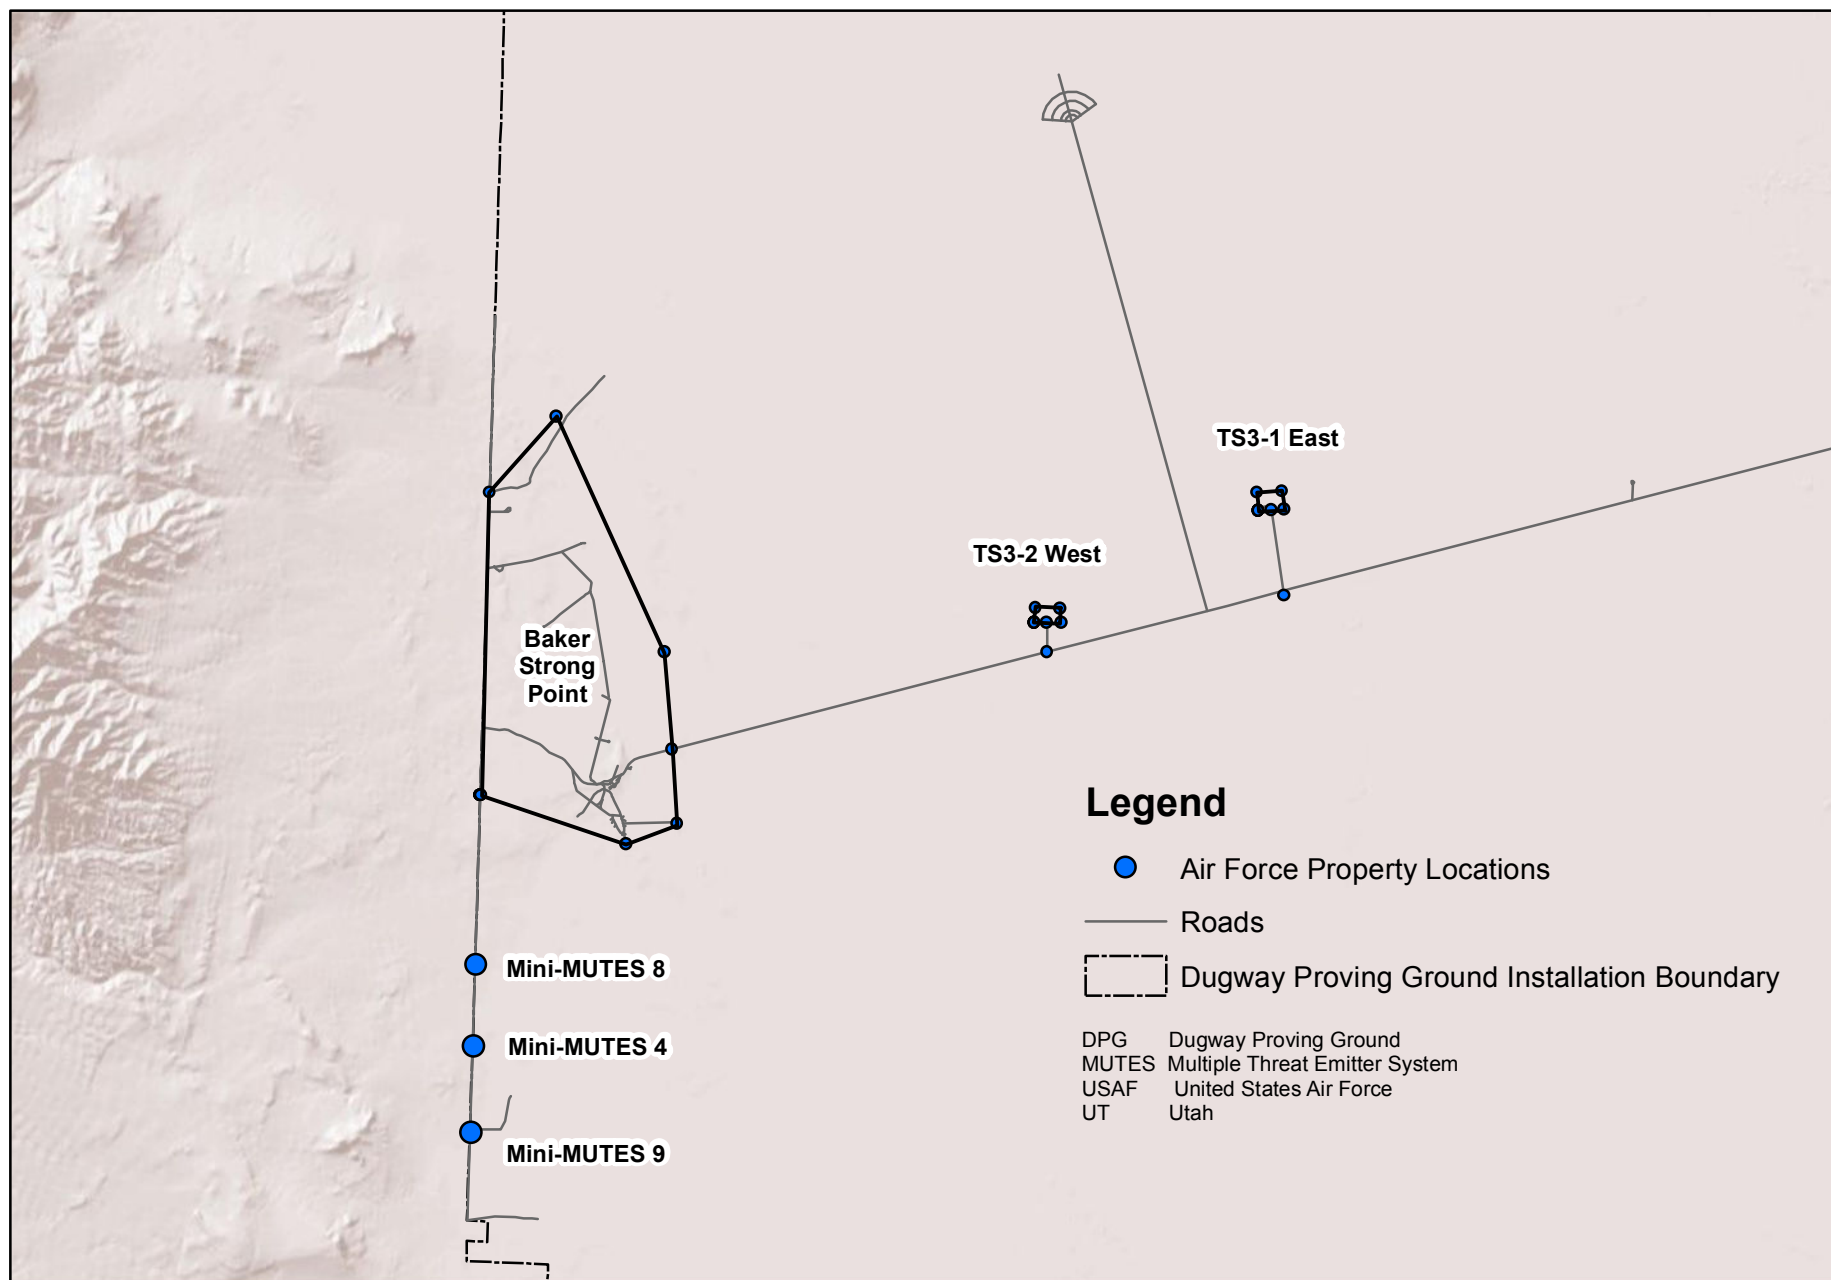 TS3-1 East
TS3-2 West
Baker
Strong
Point
Mini-MUTES 8
Mini-MUTES 4
Mini-MUTES 9
Legend
Air Force Property Locations
Roads
Dugway Proving Ground Installation Boundary
DPG Dugway Proving Ground
MUTES Multiple Threat Emitter System
USAF United States Air Force
UT Utah